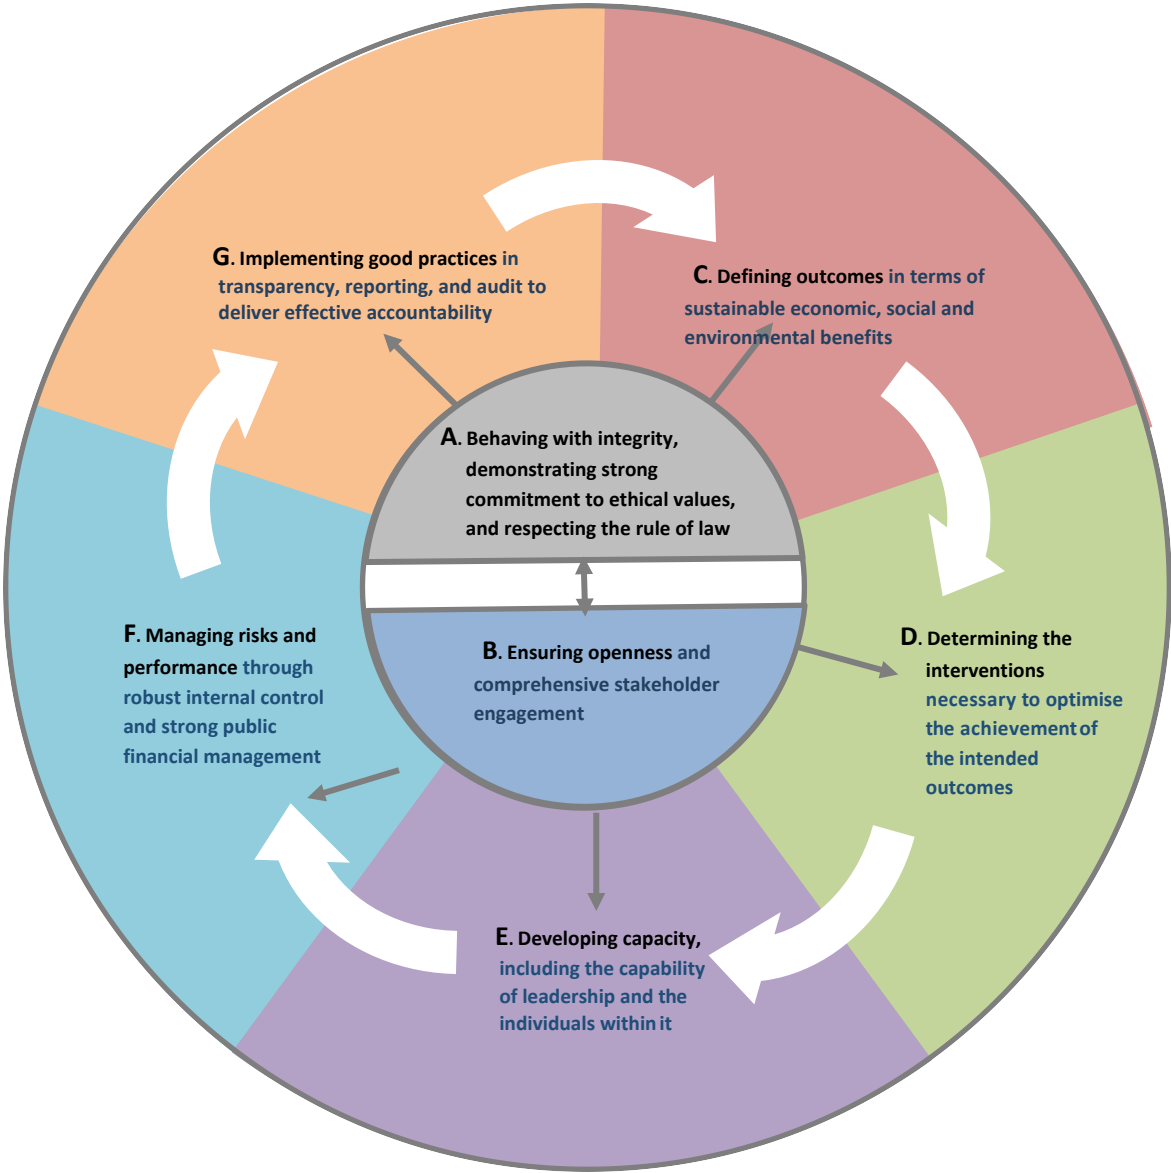 G. Implementing good practices in
transparency, reporting, and audit to
deliver effective accountability
C. Defining outcomes in terms of
sustainable economic, social and
environmental benefits
A. Behaving with integrity,
demonstrating strong
commitment to ethical values,
and respecting the rule of law
B. Ensuring openness and
comprehensive stakeholder
engagement
D. Determining the
interventions
necessary to optimise
the achievement of
the intended
outcomes
E. Developing capacity,
including the capability
of leadership and the
individuals within it
F. Managing risks and
performance through
robust internal control
and strong public
financial management